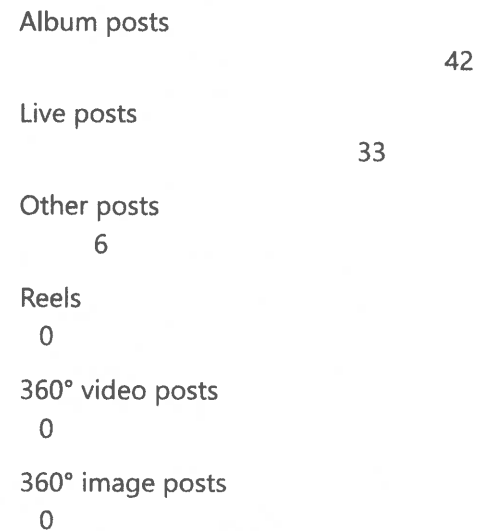 Album posts
42
Live posts
33
Other posts
6
Reels
0
360° video posts
0
360° image posts
0